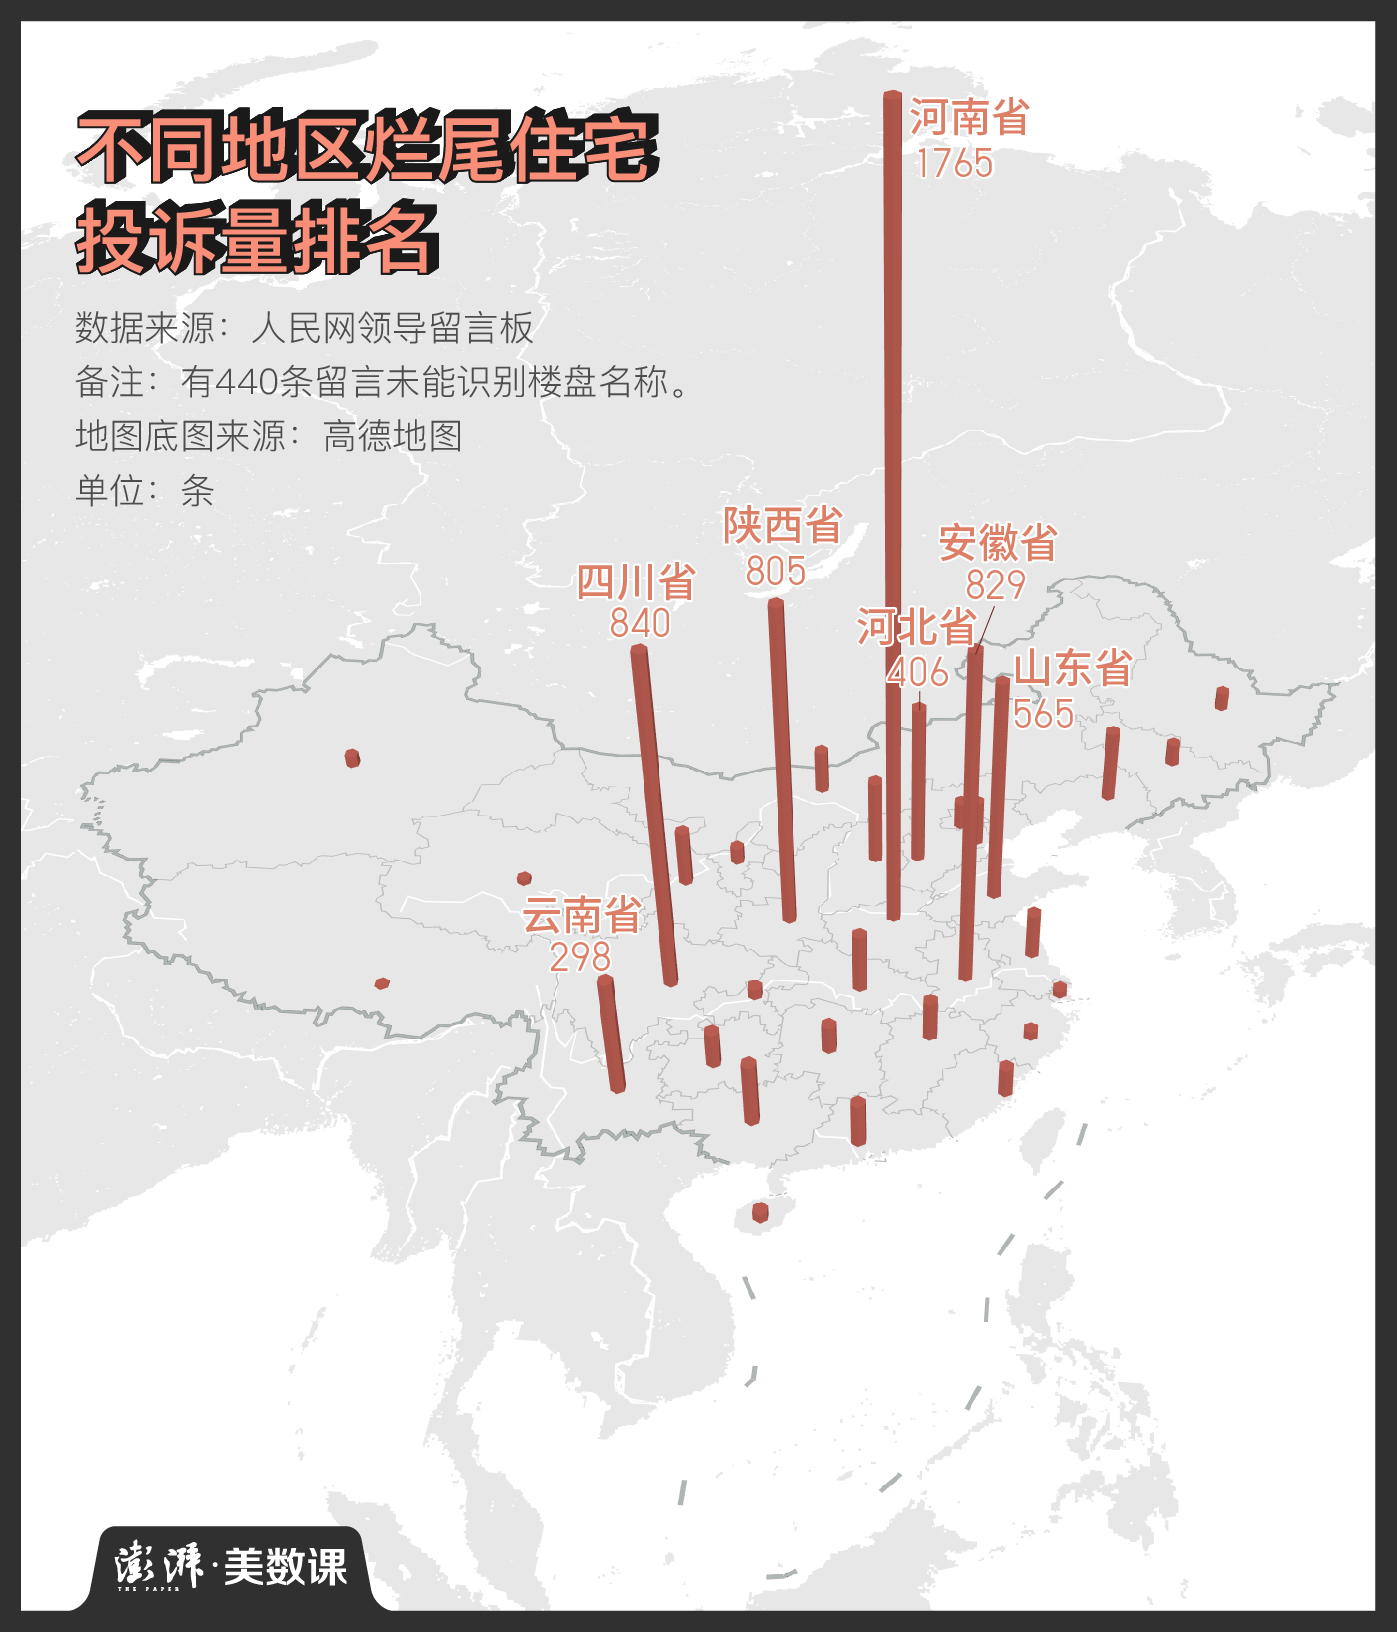 不同地区烂尾住宅
投诉量排名
数据来源：人民网领导留言板
备注：有440条留言未能识别楼盘名称。
地图底图来源：高德地图
单位：条
河南省
1765
陕西省
805
安徽省
829
四川省
840
河北省
406
山东省
565
云南省
298
澎湃·美数课
THE PAPER